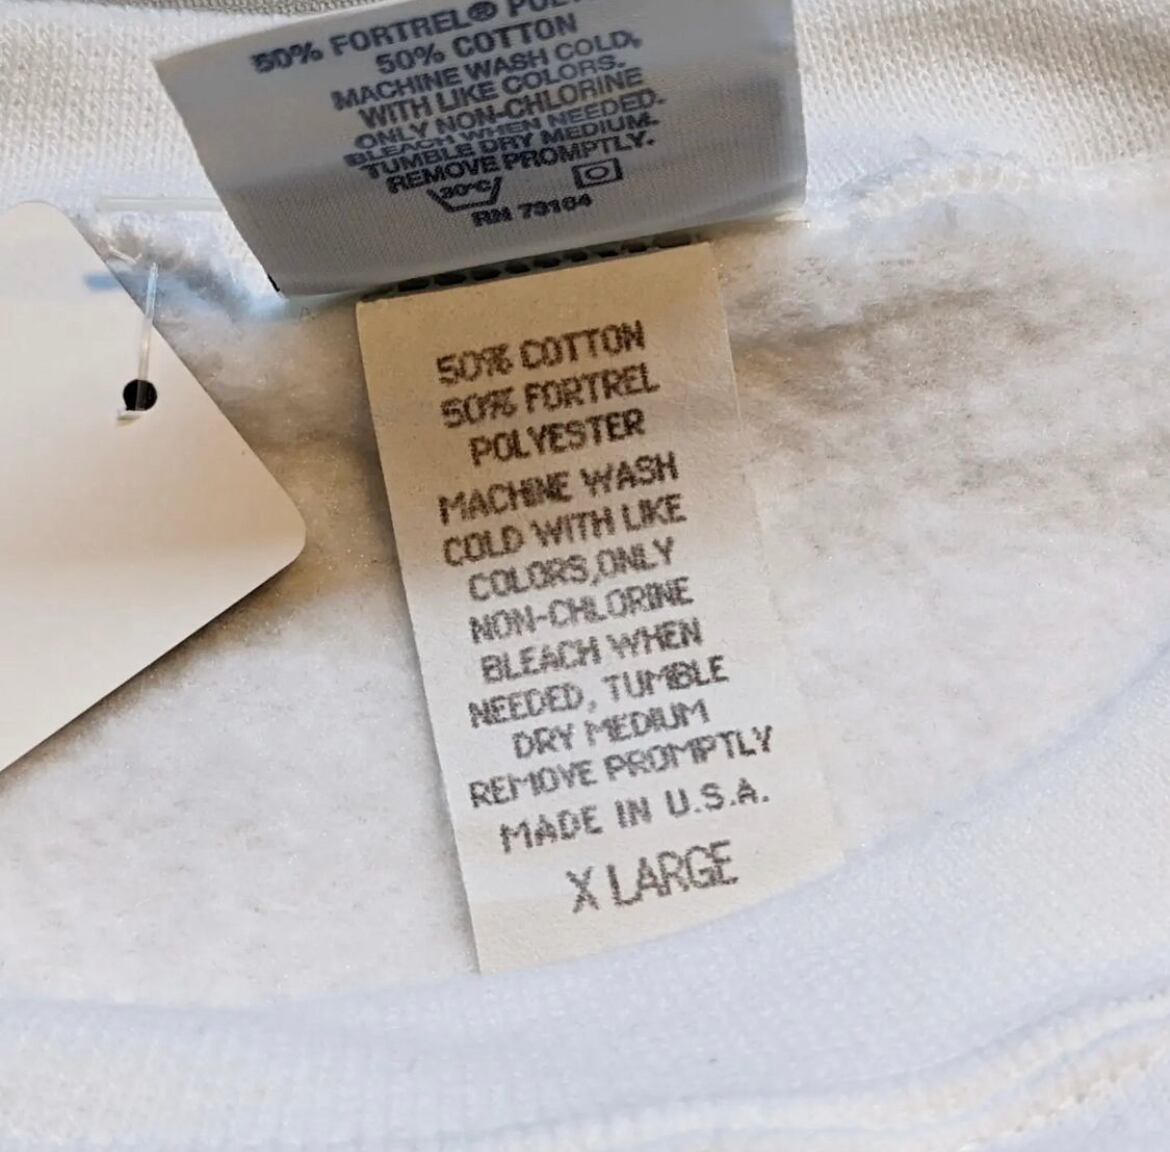 50% FORTREL®
50% COTTON
MACHINE WASH COLD,
WITH LIKE COLORS.
ONLY NON-CHLORINE
BLEACH WHEN NEEDED.
TUMBLE DRY MEDIUM.
REMOVE PROMPTLY.
30°C
RN 73164
50% COTTON
50% FORTREL
POLYESTER
MACHINE WASH
COLD WITH LIKE
COLORS,ONLY
NON-CHLORINE
BLEACH WHEN
NEEDED, TUMBLE
DRY MEDIUM
REMOVE PROMPTLY
MADE IN U.S.A.
X LARGE